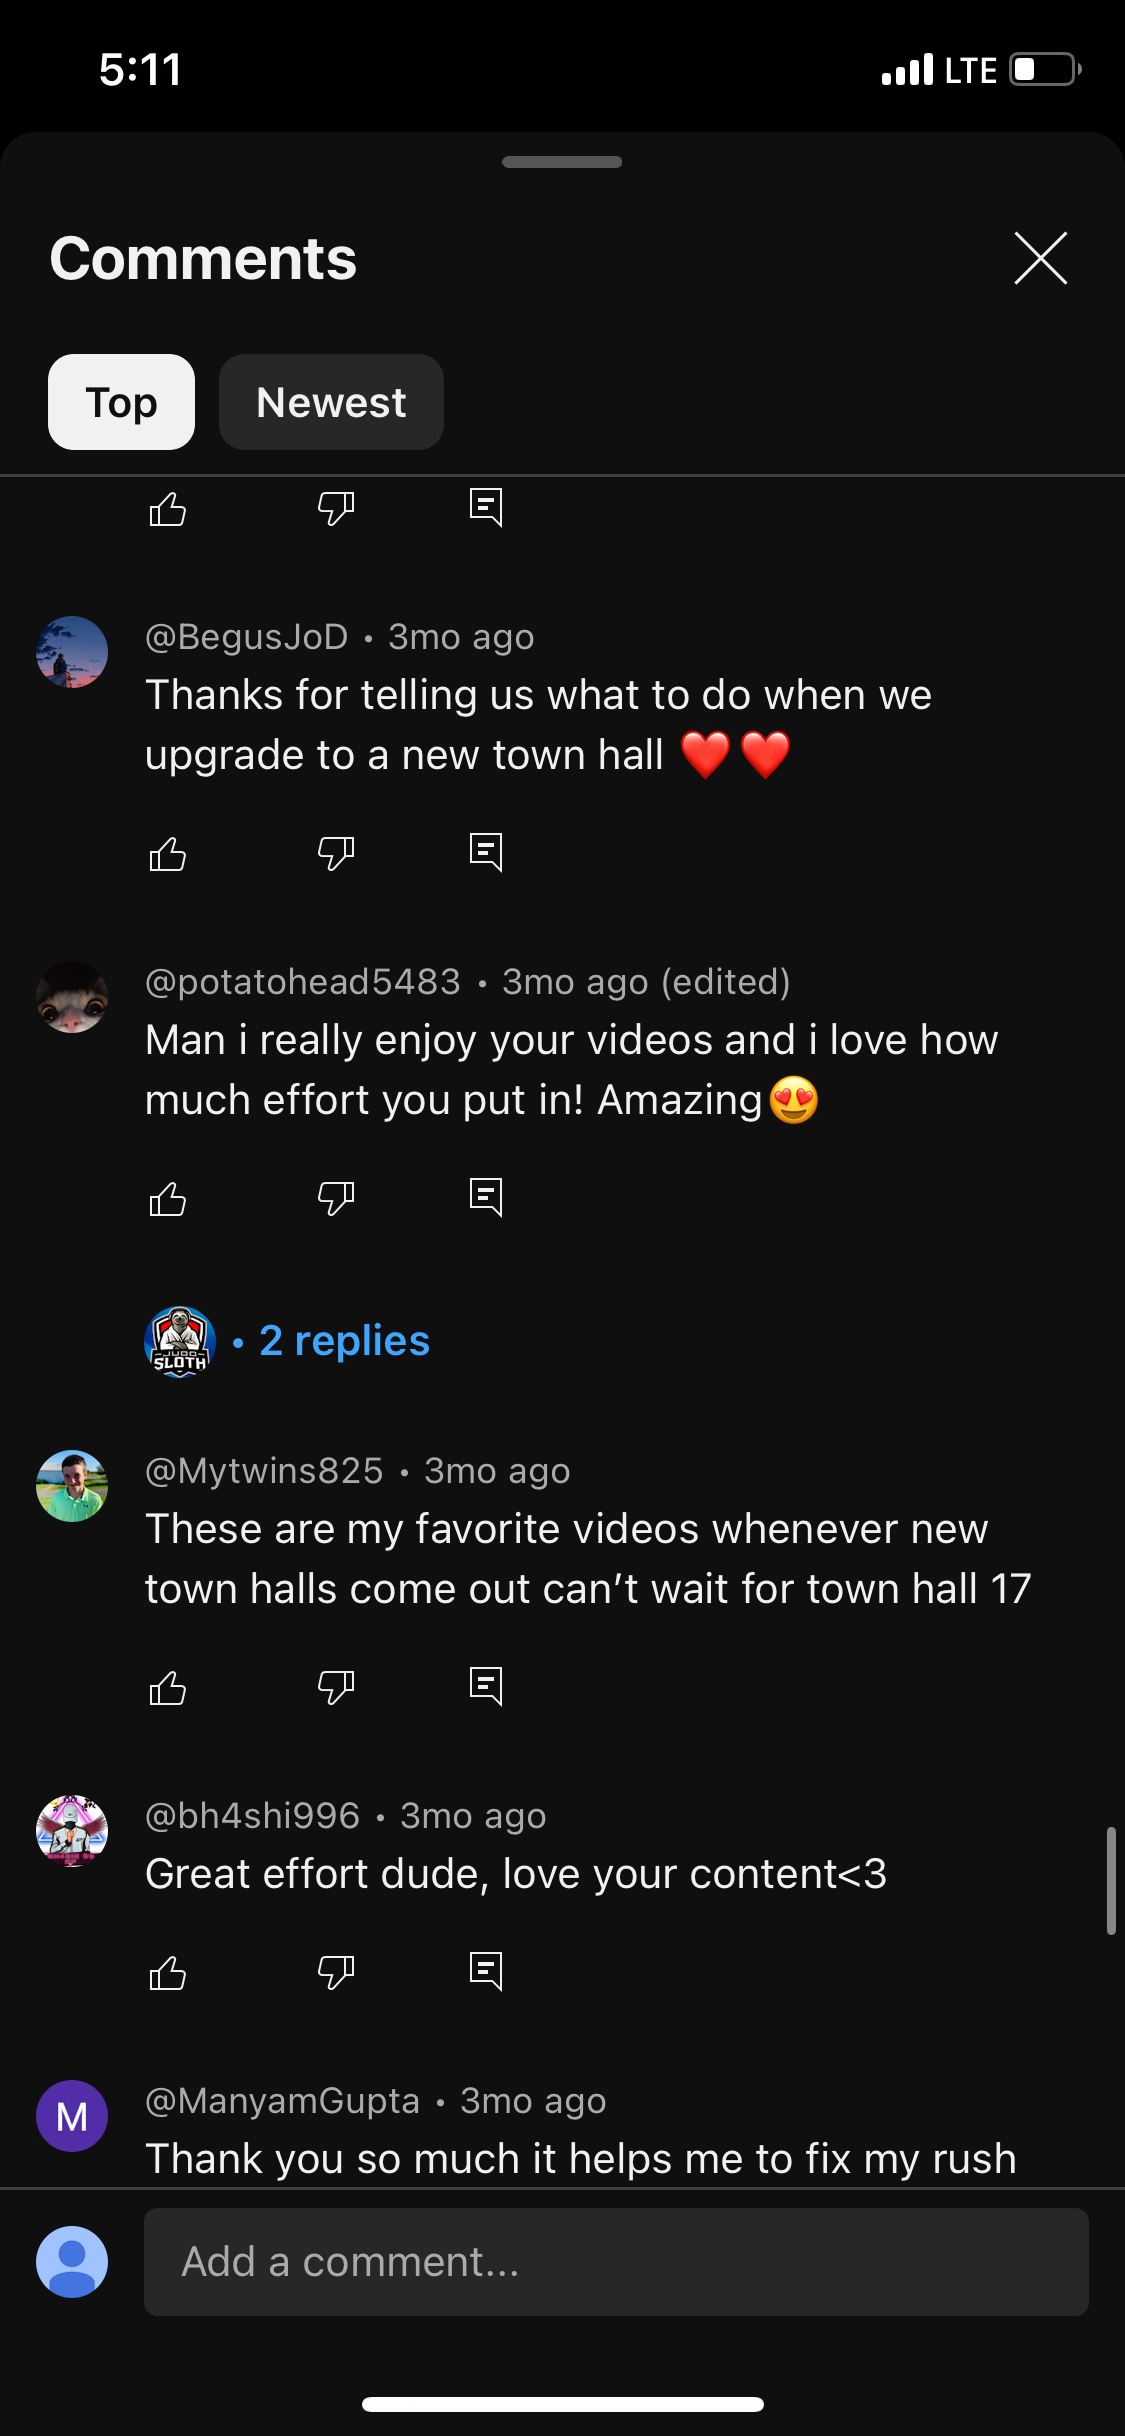 5:11
LTE
Comments
Top
Newest
@BegusJoD • 3mo ago
Thanks for telling us what to do when we
upgrade to a new town hall ❤️❤️
@potatohead5483 • 3mo ago (edited)
Man i really enjoy your videos and i love how
much effort you put in! Amazing😍
JUDO
SLOTH
• 2 replies
@Mytwins825 • 3mo ago
These are my favorite videos whenever new
town halls come out can’t wait for town hall 17
@bh4shi996 • 3mo ago
Great effort dude, love your content<3
M
@ManyamGupta • 3mo ago
Thank you so much it helps me to fix my rush
Add a comment...